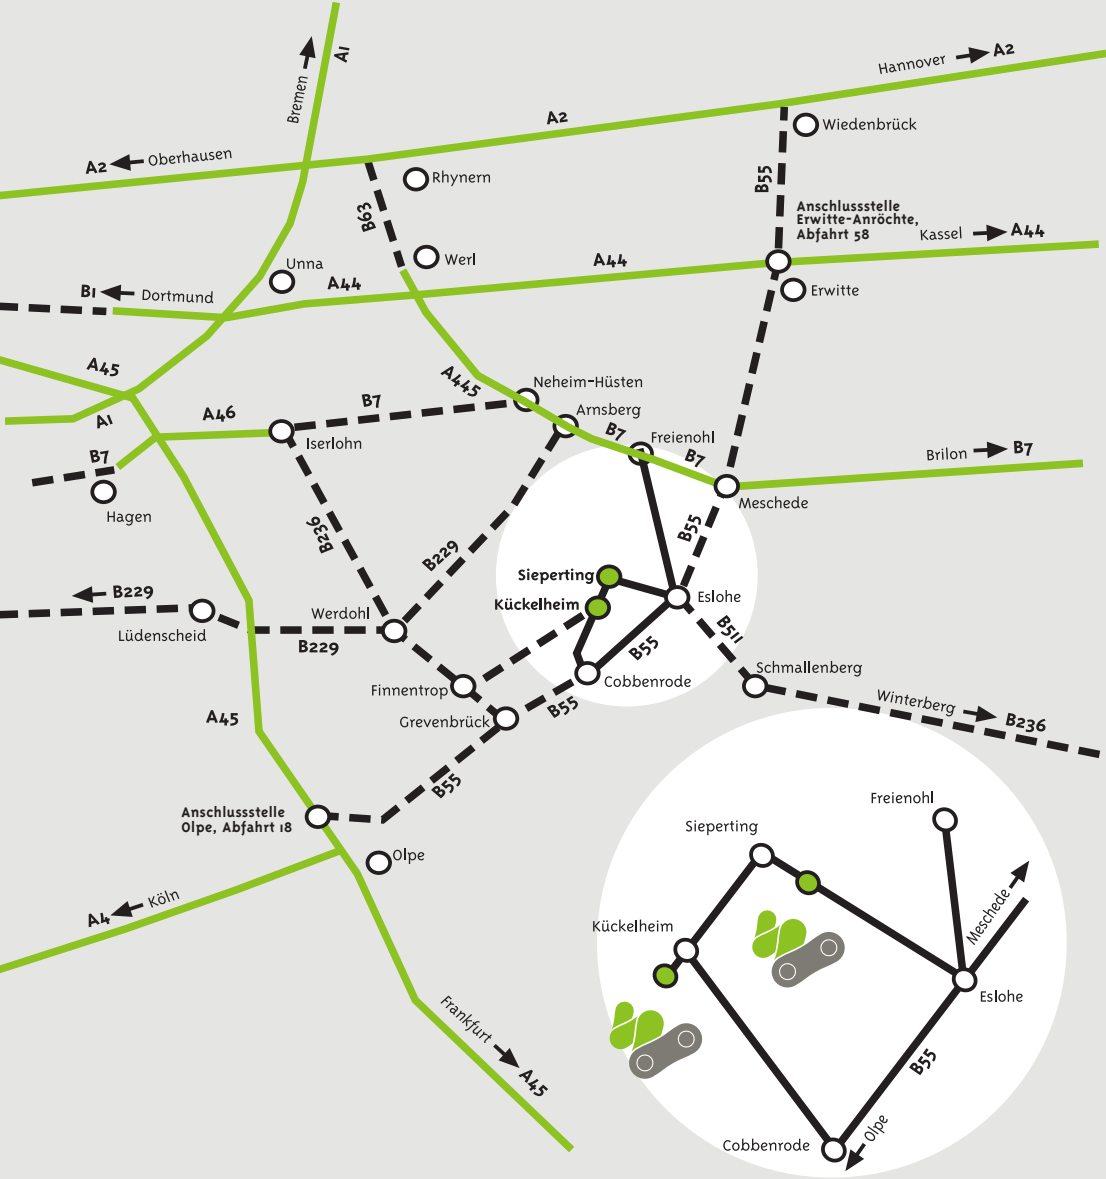 A1
Bremen
Hannover
A2
A2
Wiedenbrück
A2
Oberhausen
Rhynern
B55
B63
Anschlussstelle
Erwitte-Anröchte,
Abfahrt 58
Kassel
A44
Werl
Unna
A44
A44
B1
Dortmund
Erwitte
A45
A445
Neheim-Hüsten
B7
Arnsberg
A46
A1
Iserlohn
B7
Freienohl
B7
Brilon
B7
B7
Hagen
Meschede
B236
B229
B55
Sieperting
Kückelheim
Eslohe
B229
Lüdenscheid
Werdohl
B229
B511
B55
Schmallenberg
Cobbenrode
Finnentrop
Grevenbrück
B55
Winterberg
B236
A45
B55
Anschlussstelle
Olpe, Abfahrt 18
Olpe
A4
Köln
Frankfurt
A45
Freienohl
Sieperting
Kückelheim
Meschede
Eslohe
B55
Cobbenrode
Olpe